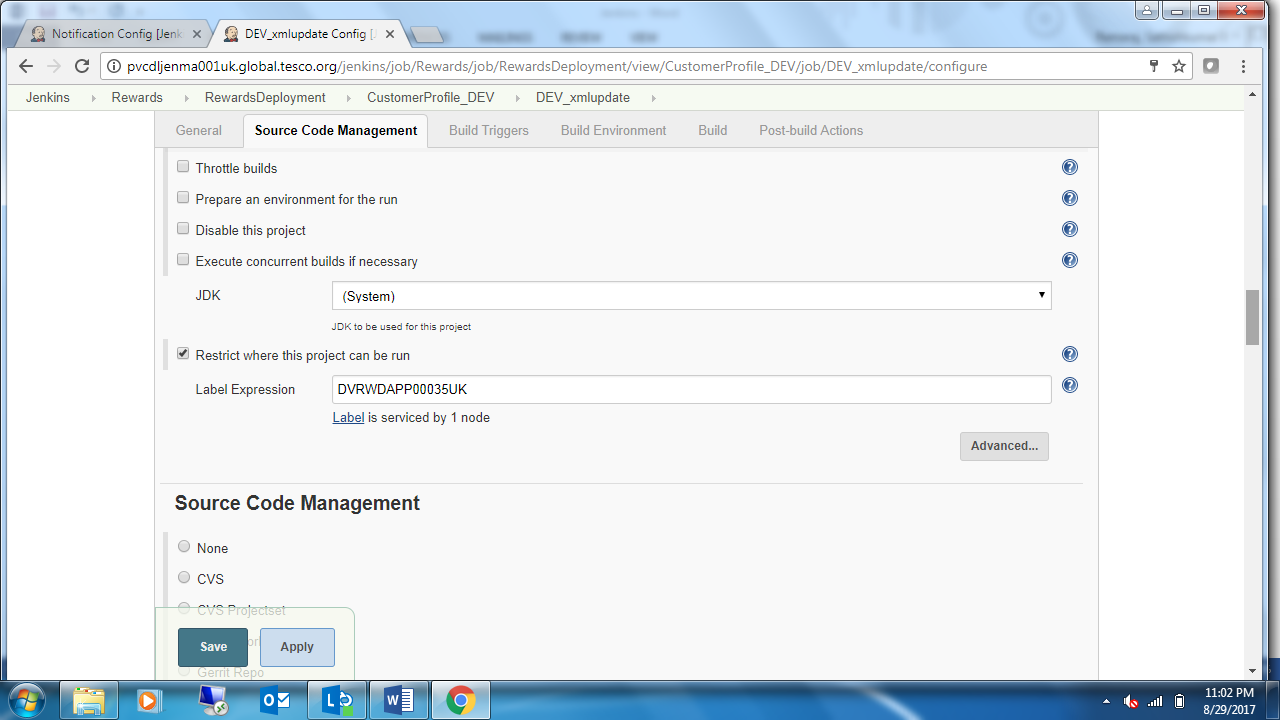 Notification Config [Jenk
DEV_xmlupdate Config [J
pvcdljenma001uk.global.tesco.org/jenkins/job/Rewards/job/RewardsDeployment/view/CustomerProfile_DEV/job/DEV_xmlupdate/configure
Jenkins Rewards RewardsDeployment CustomerProfile_DEV DEV_xmlupdate
General Source Code Management Build Triggers Build Environment Build Post-build Actions
Throttle builds
Prepare an environment for the run
Disable this project
Execute concurrent builds if necessary
JDK (System)
JDK to be used for this project
Restrict where this project can be run
Label Expression DVRWDAPP00035UK
Label is serviced by 1 node
Advanced...
Source Code Management
None
CVS
CVS Projectset
Save Apply
Gerrit Repo
11:02 PM
8/29/2017